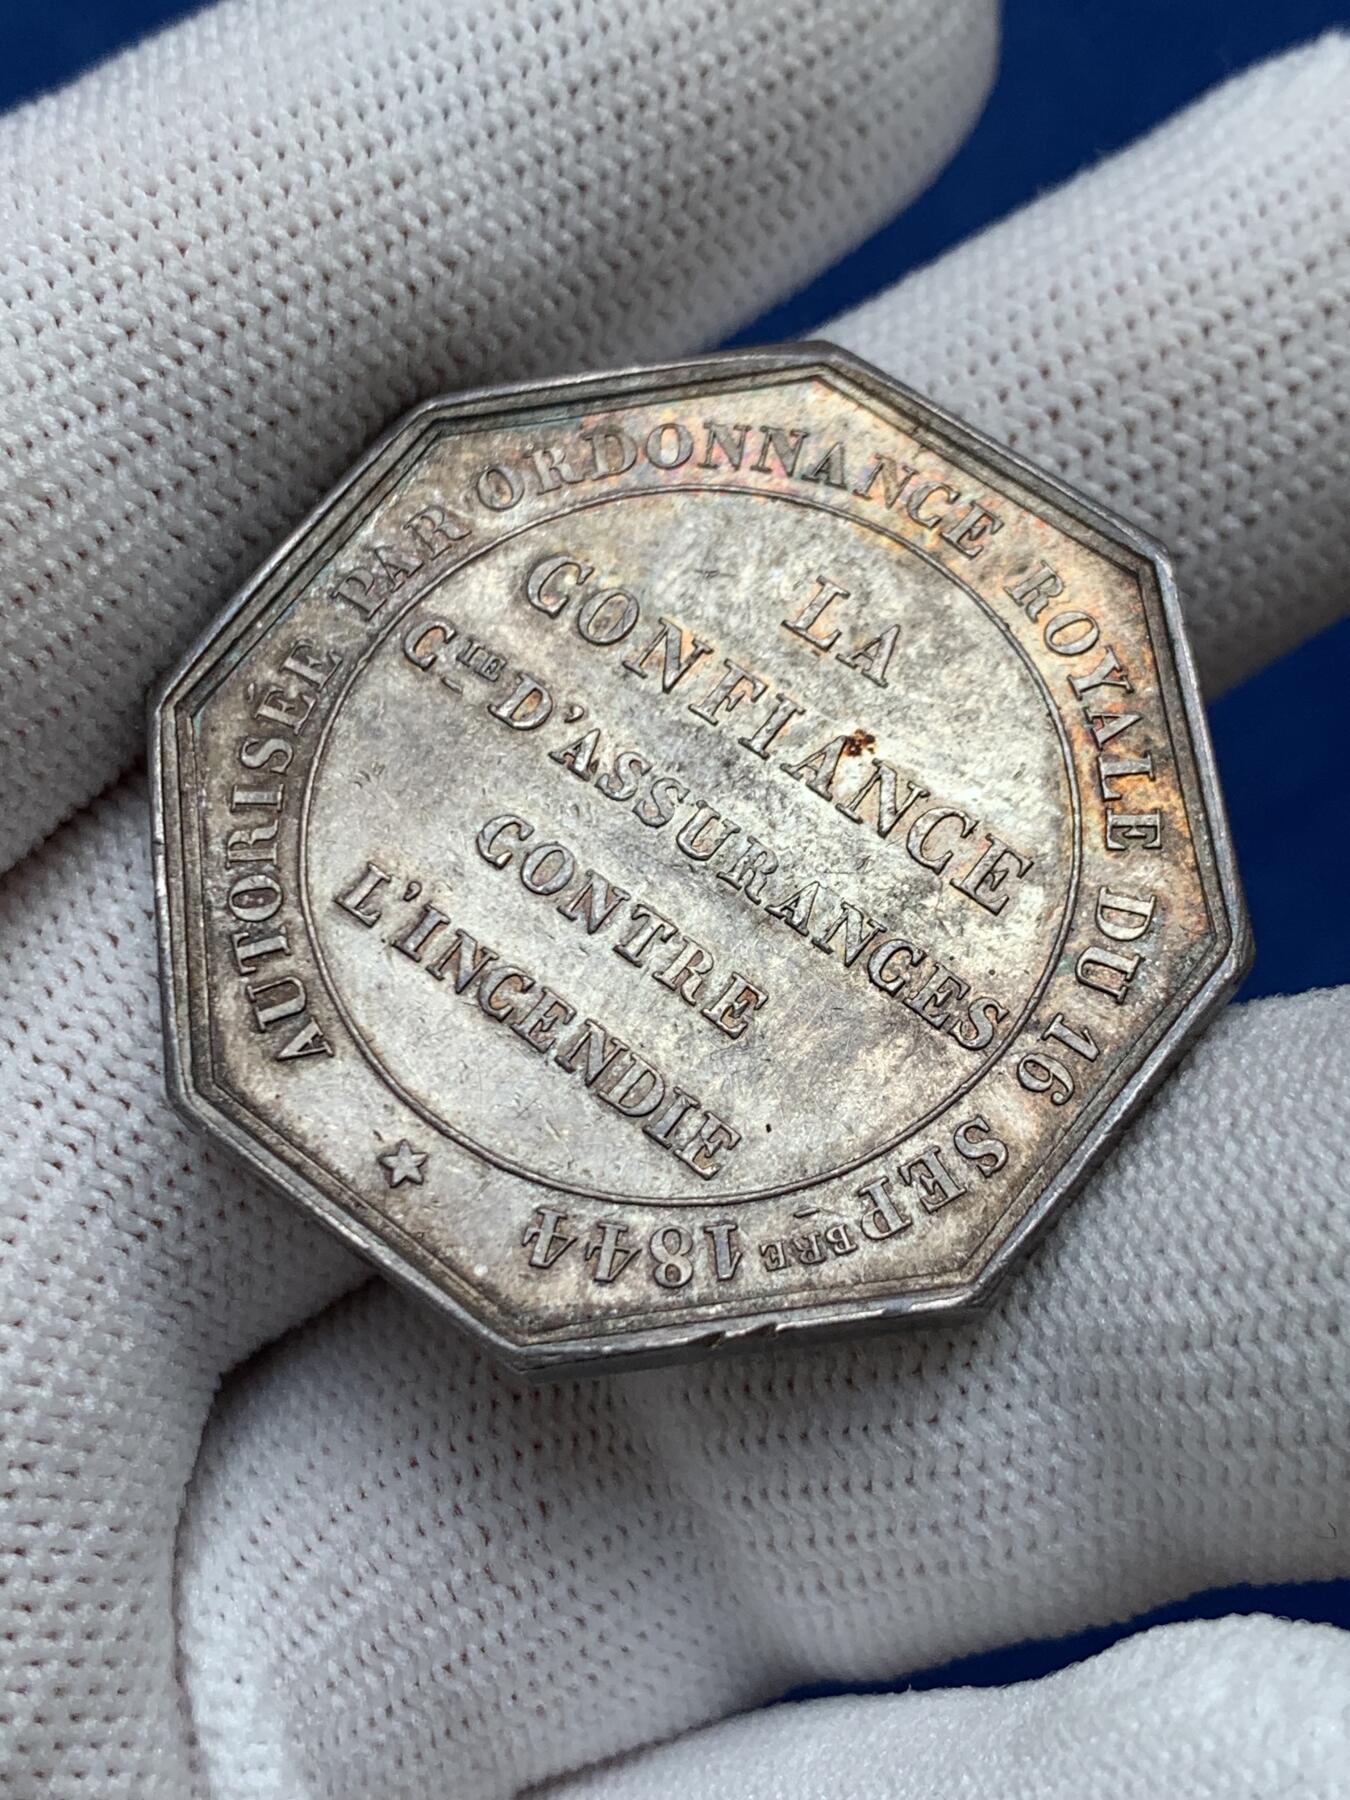 AUTORISÉE PAR ORDONNANCE ROYALE DU 16 SEPBRE 1844
LA
CONFIANCE
CIE D'ASSURANCES
CONTRE
L'INCENDIE